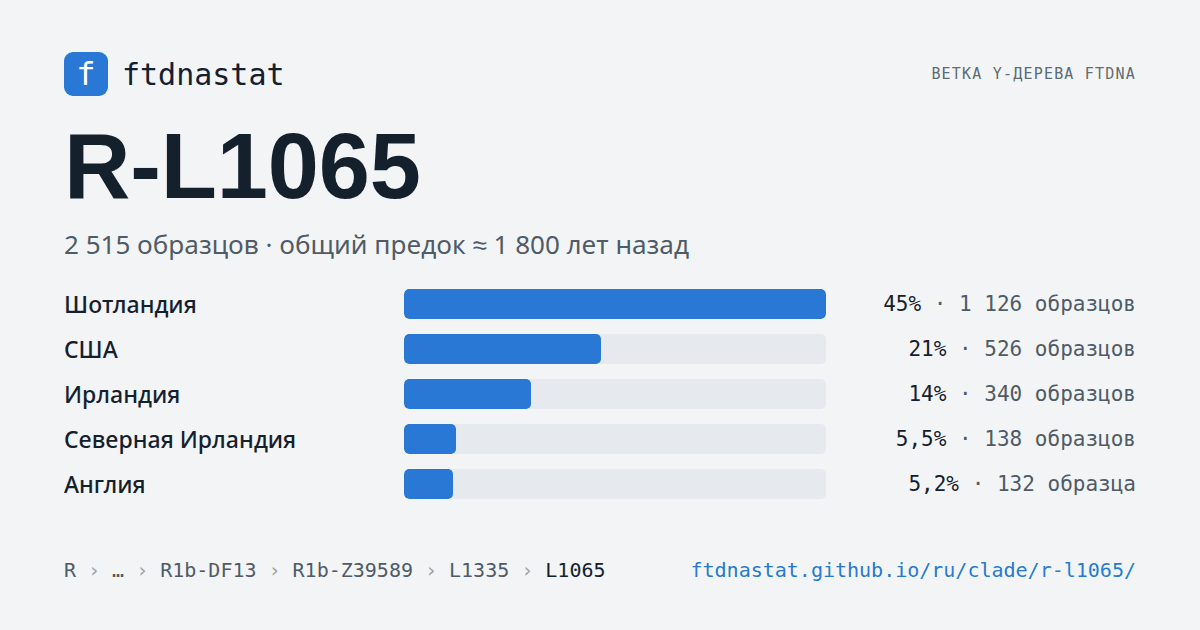 f ftdnastat
ВЕТКА Y-ДЕРЕВА FTDNA
R-L1065
2 515 образцов · общий предок ≈ 1 800 лет назад
Шотландия 45% · 1 126 образцов
США 21% · 526 образцов
Ирландия 14% · 340 образцов
Северная Ирландия 5,5% · 138 образцов
Англия 5,2% · 132 образца
R › … › R1b-DF13 › R1b-Z39589 › L1335 › L1065
ftdnastat.github.io/ru/clade/r-l1065/